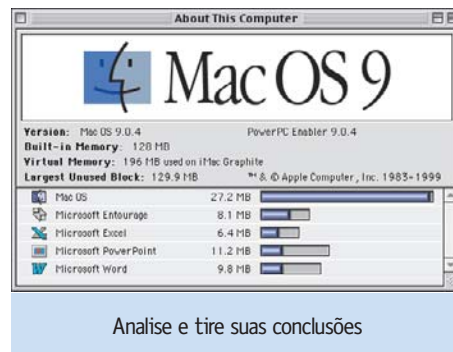 About This Computer
Mac OS 9
Version: Mac OS 9.0.4 PowerPC Enabler 9.0.4
Built-in Memory: 128 MB
Virtual Memory: 196 MB used on iMac Graphite
Largest Unused Block: 129.9 MB ™ & © Apple Computer, Inc. 1983-1999
Mac OS 27.2 MB
Microsoft Entourage 8.1 MB
Microsoft Excel 6.4 MB
Microsoft PowerPoint 11.2 MB
Microsoft Word 9.8 MB
Analise e tire suas conclusões